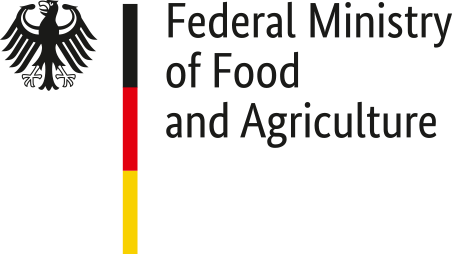 Federal Ministry
of Food
and Agriculture